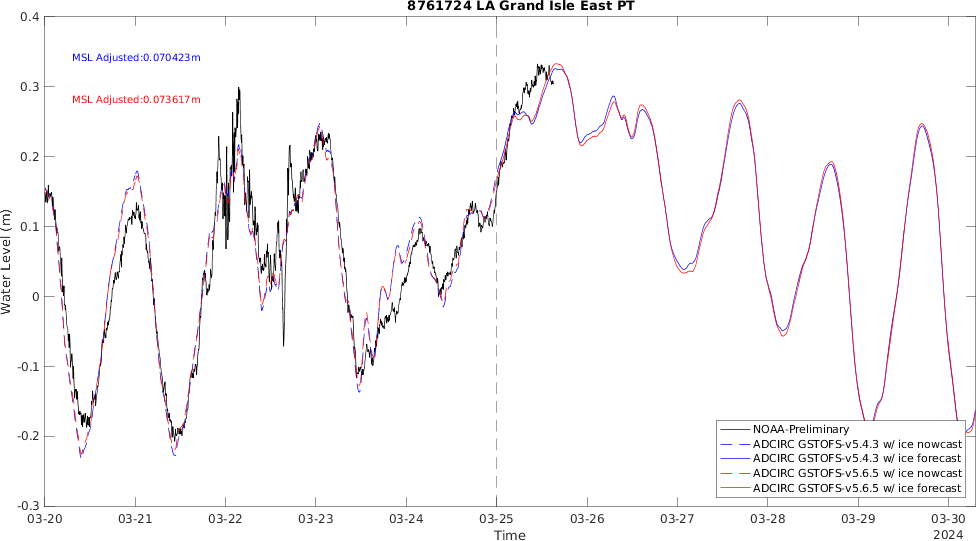 8761724 LA Grand Isle East PT
MSL Adjusted:0.070423m
MSL Adjusted:0.073617m
Water Level (m)
0.4
0.3
0.2
0.1
0
-0.1
-0.2
-0.3
03-20 03-21 03-22 03-23 03-24 03-25 03-26 03-27 03-28 03-29 03-30
2024
Time
NOAA-Preliminary
ADCIRC GSTOFS-v5.4.3 w/ ice nowcast
ADCIRC GSTOFS-v5.4.3 w/ ice forecast
ADCIRC GSTOFS-v5.6.5 w/ ice nowcast
ADCIRC GSTOFS-v5.6.5 w/ ice forecast